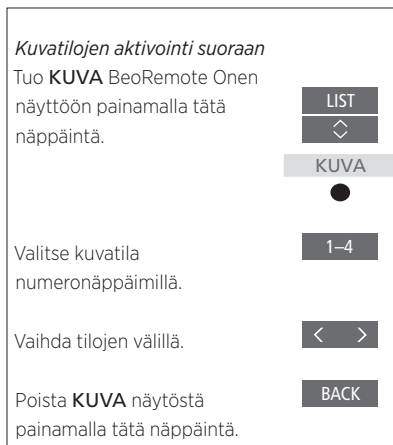 Kuvatilojen aktivointi suoraan
Tuo KUVA BeoRemote Onen
näyttöön painamalla tätä
näppäintä.
LIST
KUVA
Valitse kuvatila
numeronäppäimillä.
1–4
Vaihda tilojen välillä.
< >
Poista KUVA näytöstä
painamalla tätä näppäintä.
BACK